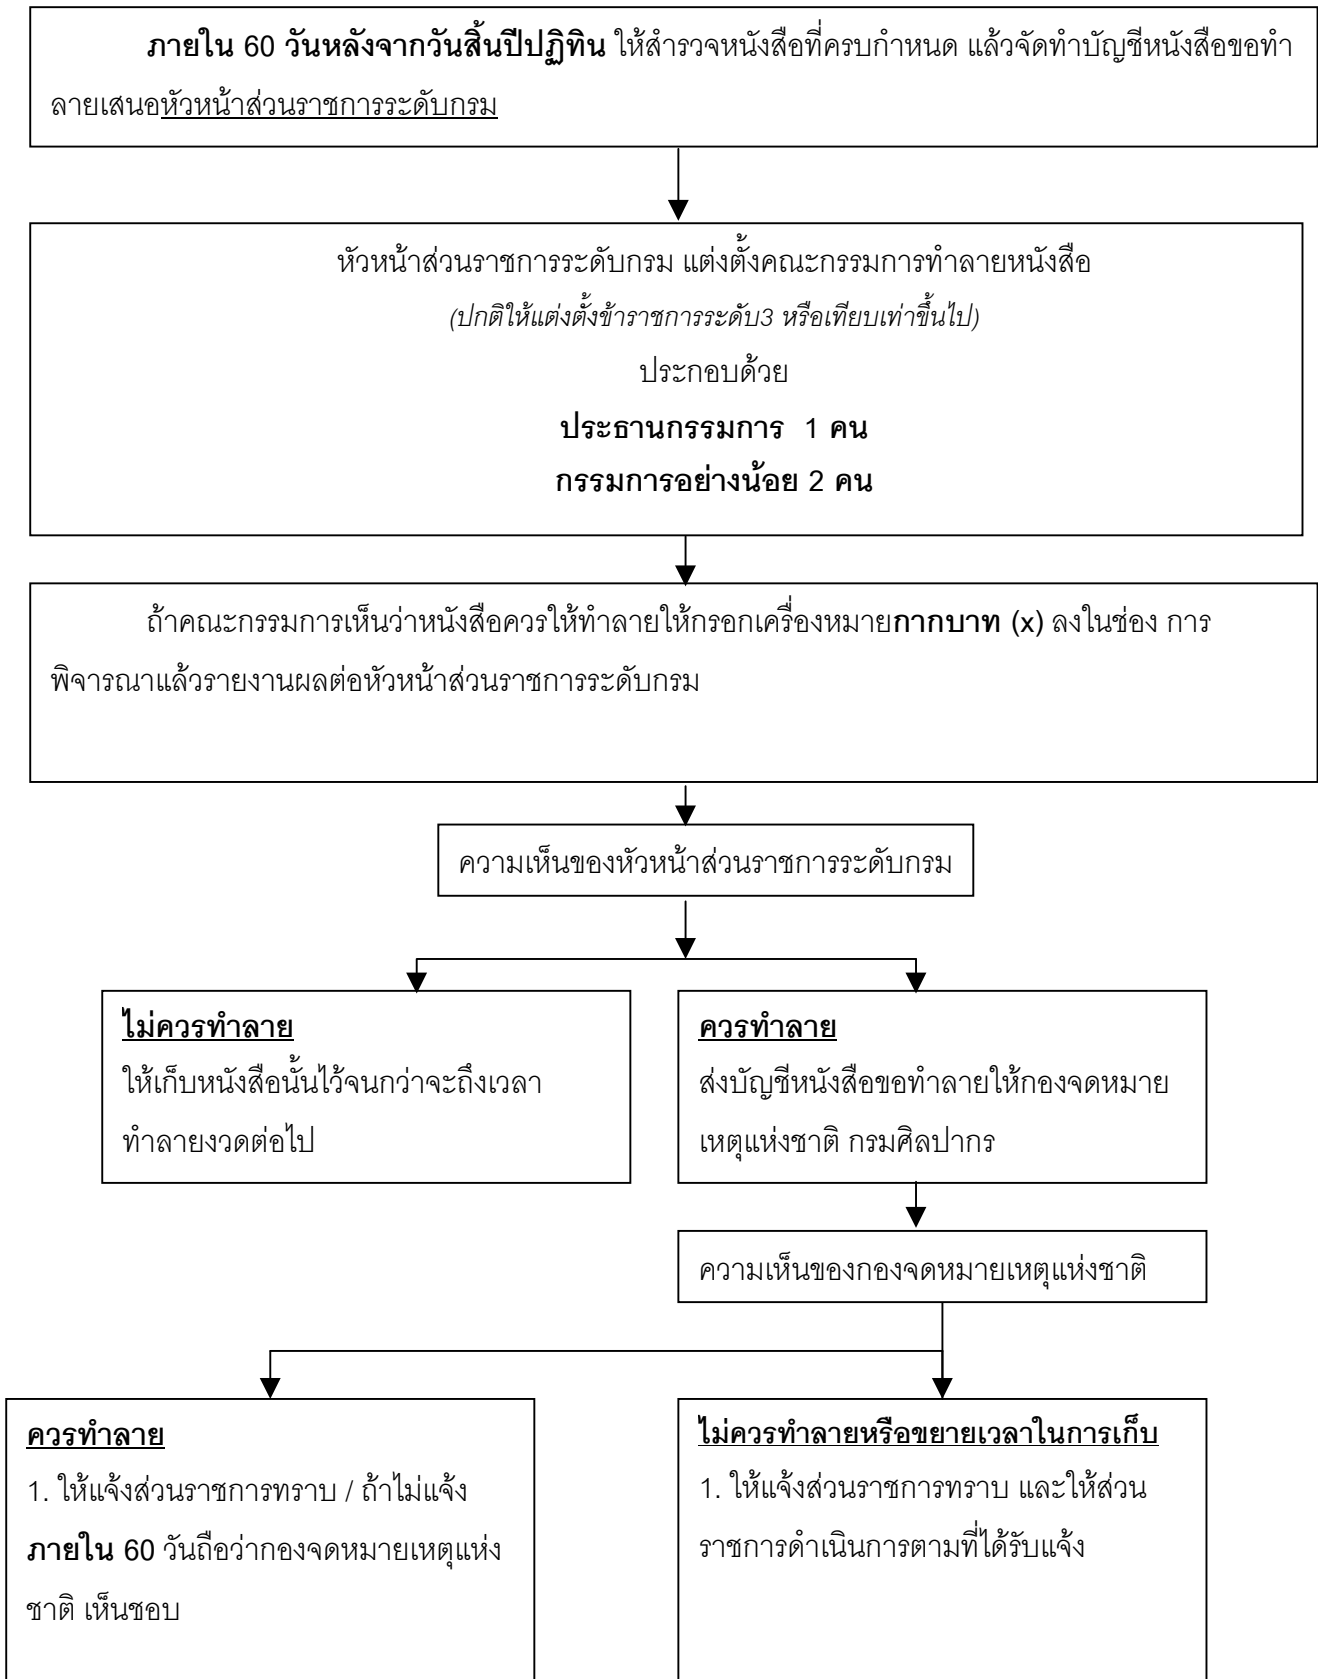 ภายใน 60 วันหลังจากวันสิ้นปีปฏิทิน ให้สำรวจหนังสือที่ครบกำหนด แล้วจัดทำบัญชีหนังสือขอทำ
ลายเสนอหัวหน้าส่วนราชการระดับกรม
หัวหน้าส่วนราชการระดับกรม แต่งตั้งคณะกรรมการทำลายหนังสือ
(ปกติให้แต่งตั้งข้าราชการระดับ3 หรือเทียบเท่าขึ้นไป)
ประกอบด้วย
ประธานกรรมการ 1 คน
กรรมการอย่างน้อย 2 คน
ถ้าคณะกรรมการเห็นว่าหนังสือควรให้ทำลายให้กรอกเครื่องหมายกากบาท (x) ลงในช่อง การ
พิจารณาแล้วรายงานผลต่อหัวหน้าส่วนราชการระดับกรม
ความเห็นของหัวหน้าส่วนราชการระดับกรม
ไม่ควรทำลาย
ให้เก็บหนังสือนั้นไว้จนกว่าจะถึงเวลา
ทำลายงวดต่อไป
ควรทำลาย
ส่งบัญชีหนังสือขอทำลายให้กองจดหมาย
เหตุแห่งชาติ กรมศิลปากร
ความเห็นของกองจดหมายเหตุแห่งชาติ
ควรทำลาย
1. ให้แจ้งส่วนราชการทราบ / ถ้าไม่แจ้ง
ภายใน 60 วันถือว่ากองจดหมายเหตุแห่ง
ชาติ เห็นชอบ
ไม่ควรทำลายหรือขยายเวลาในการเก็บ
1. ให้แจ้งส่วนราชการทราบ และให้ส่วน
ราชการดำเนินการตามที่ได้รับแจ้ง